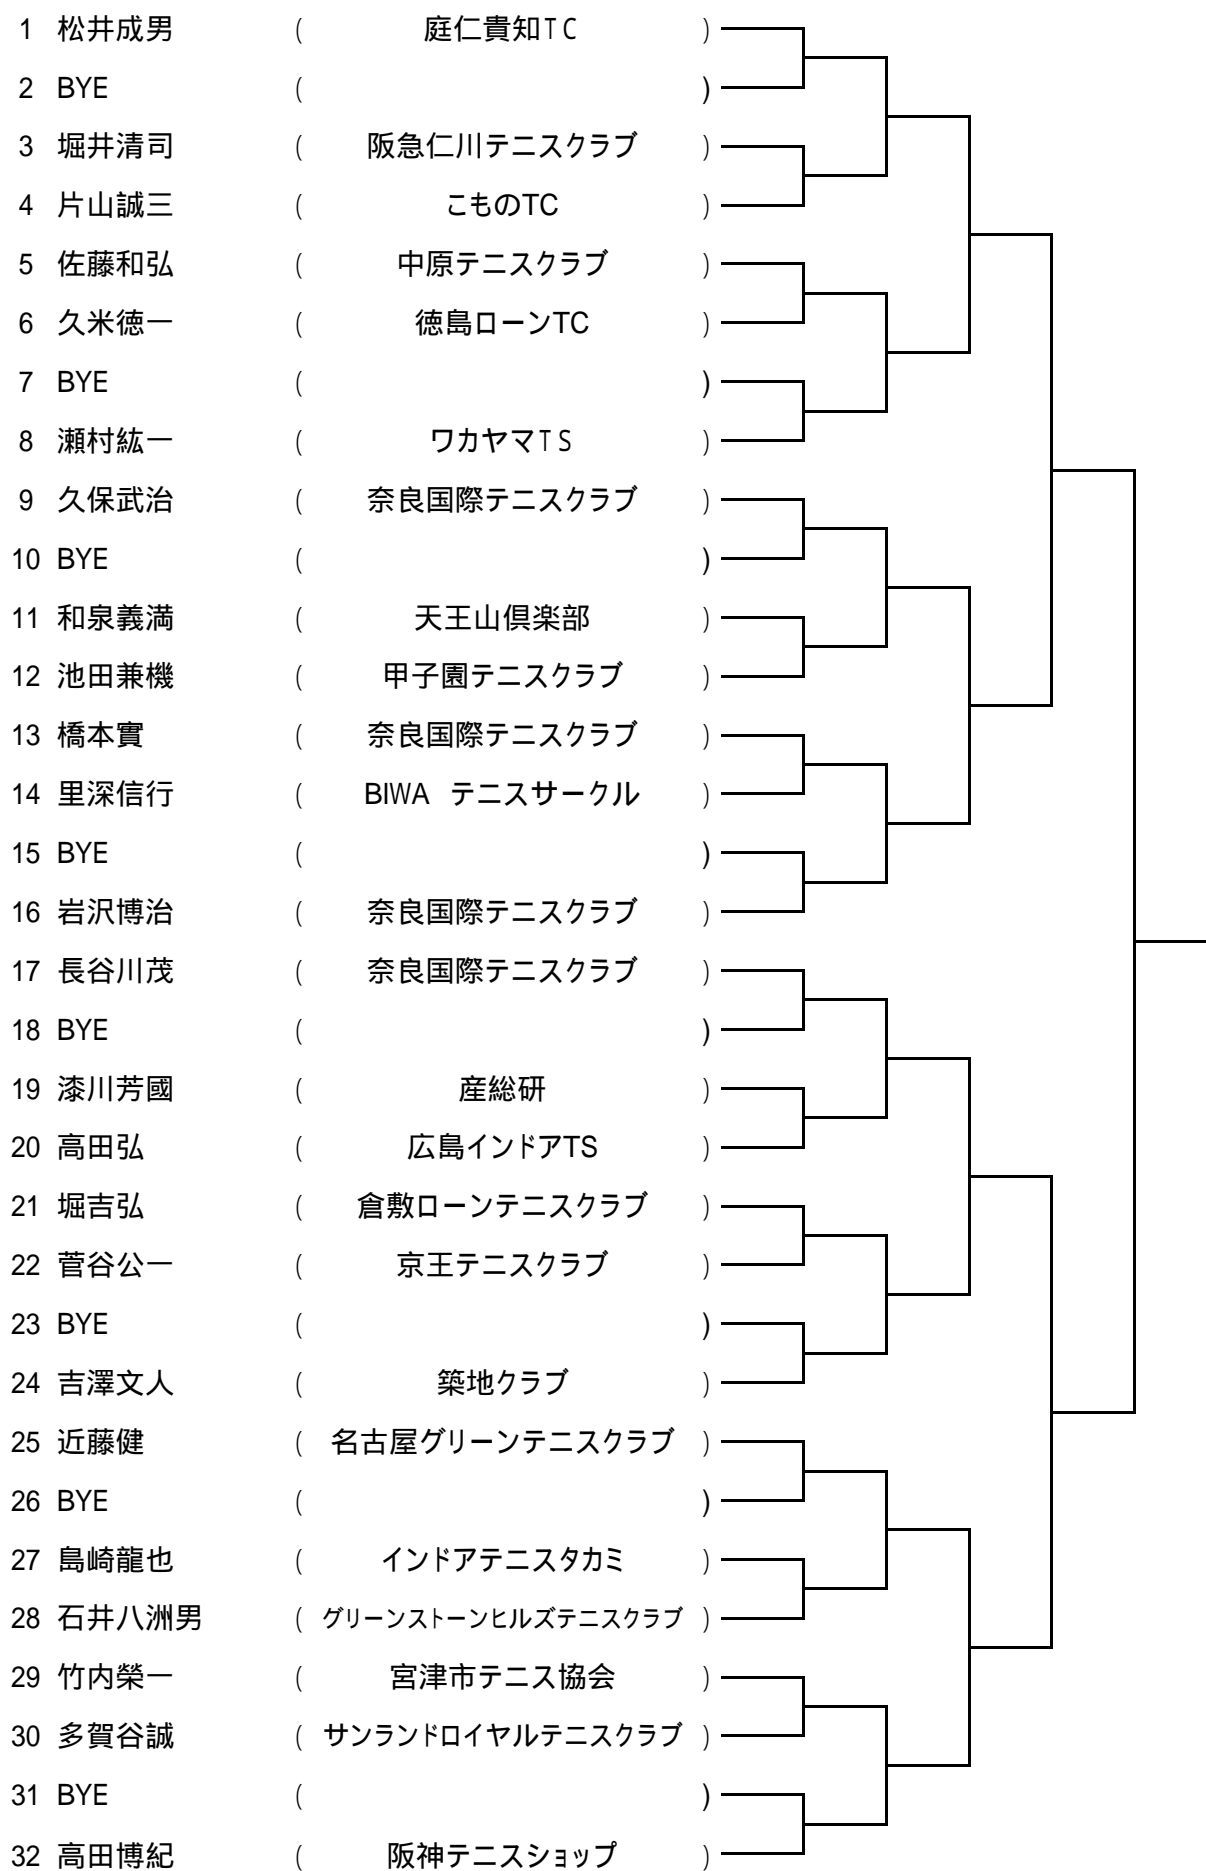 1 松井成男 ( 庭仁貴知TC )
2 BYE ( )
3 堀井清司 ( 阪急仁川テニスクラブ )
4 片山誠三 ( こものTC )
5 佐藤和弘 ( 中原テニスクラブ )
6 久米徳一 ( 徳島ローンTC )
7 BYE ( )
8 瀬村紘一 ( ワカヤマTS )
9 久保武治 ( 奈良国際テニスクラブ )
10 BYE ( )
11 和泉義満 ( 天王山倶楽部 )
12 池田兼機 ( 甲子園テニスクラブ )
13 橋本實 ( 奈良国際テニスクラブ )
14 里深信行 ( BIWA テニスサークル )
15 BYE ( )
16 岩沢博治 ( 奈良国際テニスクラブ )
17 長谷川茂 ( 奈良国際テニスクラブ )
18 BYE ( )
19 漆川芳國 ( 産総研 )
20 高田弘 ( 広島インドアTS )
21 堀吉弘 ( 倉敷ローンテニスクラブ )
22 菅谷公一 ( 京王テニスクラブ )
23 BYE ( )
24 吉澤文人 ( 築地クラブ )
25 近藤健 ( 名古屋グリーンテニスクラブ )
26 BYE ( )
27 島崎龍也 ( インドアテニスタカミ )
28 石井八洲男 ( グリーンストーンヒルズテニスクラブ )
29 竹内榮一 ( 宮津市テニス協会 )
30 多賀谷誠 ( サンランドロイヤルテニスクラブ )
31 BYE ( )
32 高田博紀 ( 阪神テニスショップ )